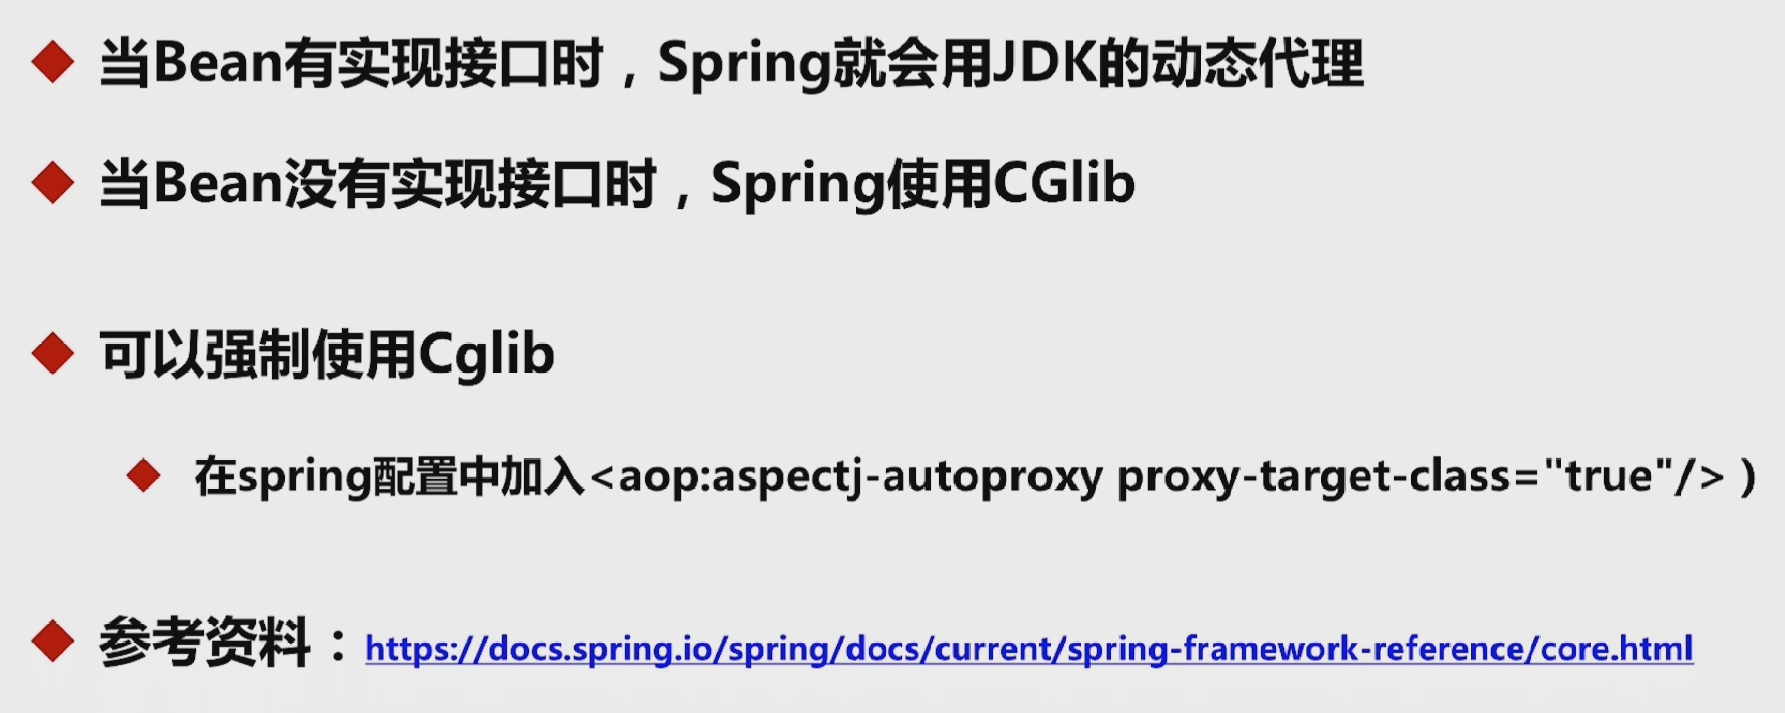 当Bean有实现接口时，Spring就会用JDK的动态代理
当Bean没有实现接口时，Spring使用CGlib
可以强制使用Cglib
在spring配置中加入<aop:aspectj-autoproxy proxy-target-class="true"/>）
参考资料：https://docs.spring.io/spring/docs/current/spring-framework-reference/core.html